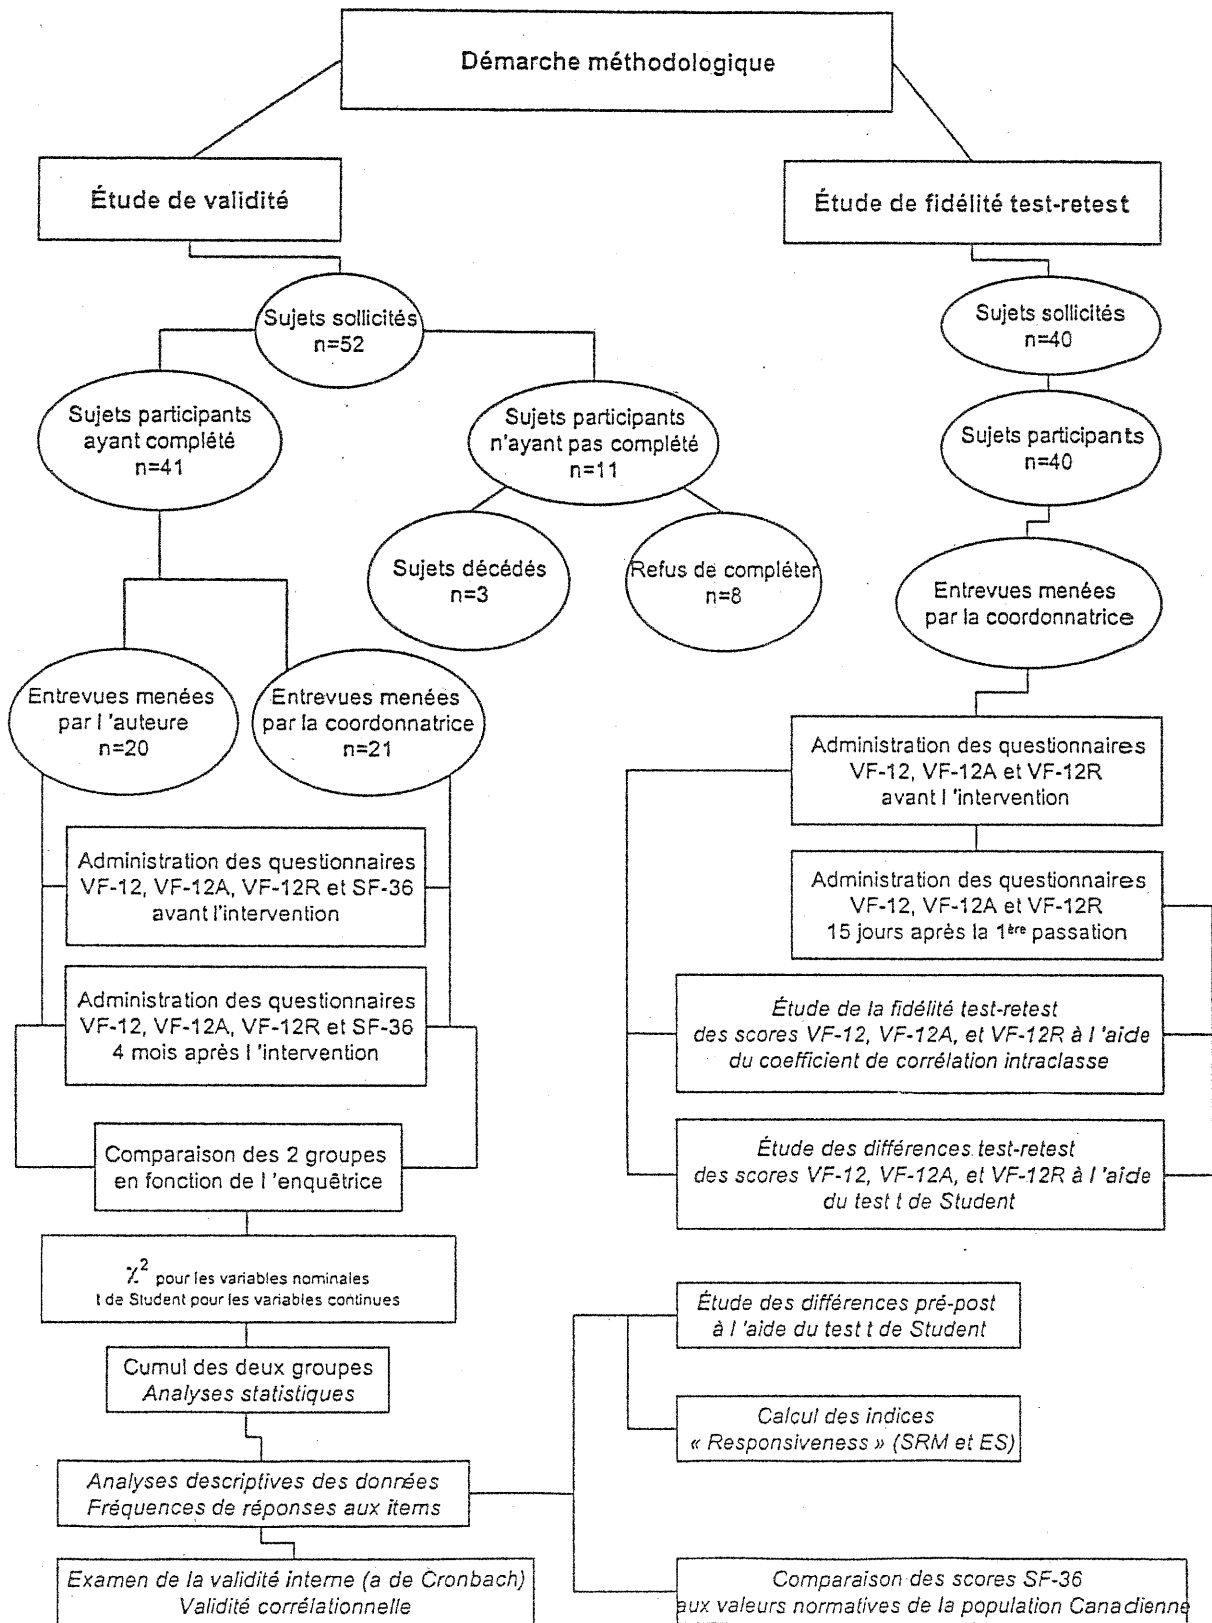 Démarche méthodologique
Étude de validité
Étude de fidélité test-retest
Sujets sollicités
n=52
Sujets sollicités
n=40
Sujets participants
ayant complété
n=41
Sujets participants
n'ayant pas complété
n=11
Sujets participants
n=40
Sujets décédés
n=3
Refus de compléter
n=8
Entrevues menées
par la coordonnatrice
Entrevues menées
par l 'auteure
n=20
Entrevues menées
par la coordonnatrice
n=21
Administration des questionnaires
VF-12, VF-12A et VF-12R
avant l 'intervention
Administration des questionnaires
VF-12, VF-12A, VF-12R et SF-36
avant l'intervention
Administration des questionnaires
VF-12, VF-12A et VF-12R
15 jours après la 1ère passation
Administration des questionnaires
VF-12, VF-12A, VF-12R et SF-36
4 mois après l 'intervention
Étude de la fidélité test-retest
des scores VF-12, VF-12A, et VF-12R à l 'aide
du coefficient de corrélation intraclasse
Comparaison des 2 groupes
en fonction de l 'enquêtrice
Étude des différences test-retest
des scores VF-12, VF-12A, et VF-12R à l 'aide
du test t de Student
χ² pour les variables nominales
t de Student pour les variables continues
Étude des différences pré-post
à l 'aide du test t de Student
Cumul des deux groupes
Analyses statistiques
Calcul des indices
« Responsiveness » (SRM et ES)
Analyses descriptives des données
Fréquences de réponses aux items
Examen de la validité interne (a de Cronbach)
Validité corrélationnelle
Comparaison des scores SF-36
aux valeurs normatives de la population Canadienne